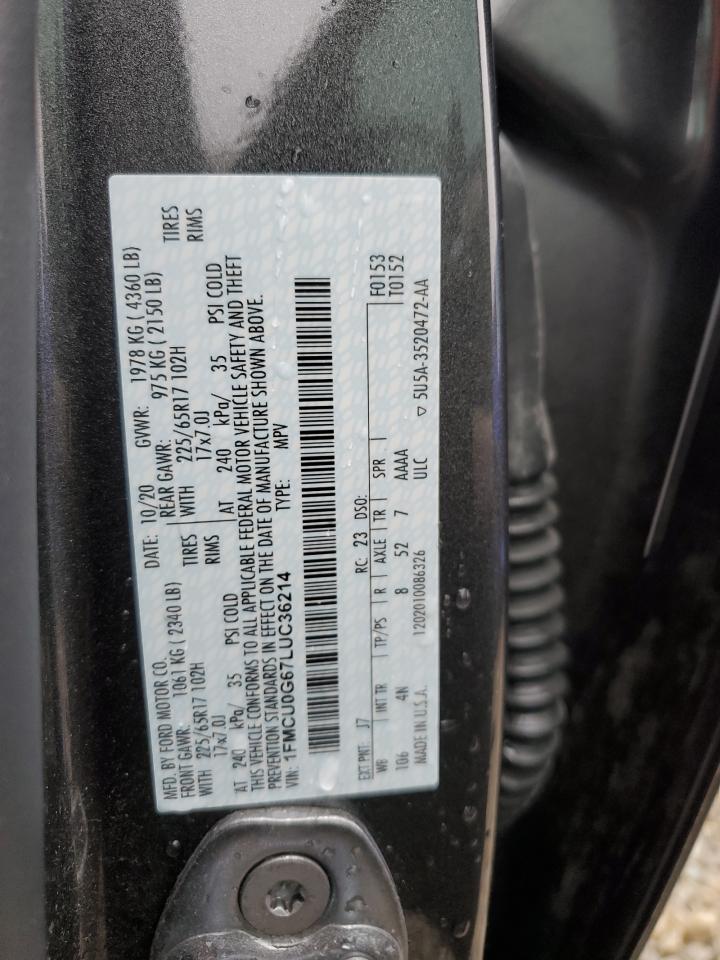 MFD. BY FORD MOTOR CO.
DATE: 10/20 GVWR: 1978 KG ( 4360 LB)
FRONT GAWR: 1061 KG ( 2340 LB) REAR GAWR: 975 KG ( 2150 LB)
WITH 225/65R17 102H TIRES WITH 225/65R17 102H TIRES
17x7.0J RIMS 17x7.0J RIMS
AT 240 kPa/ 35 PSI COLD AT 240 kPa/ 35 PSI COLD
THIS VEHICLE CONFORMS TO ALL APPLICABLE FEDERAL MOTOR VEHICLE SAFETY AND THEFT
PREVENTION STANDARDS IN EFFECT ON THE DATE OF MANUFACTURE SHOWN ABOVE.
VIN: 1FMCU0G67LUC36214 TYPE: MPV
F0153
T0152
EXT PNT: J7 RC: 23 DSO:
WB INT TR TP/PS R AXLE TR SPR
106 4N 8 52 7 AAAA
MADE IN U.S.A. 1202010086326 ULC ▽ 5U5A-3520472-AA